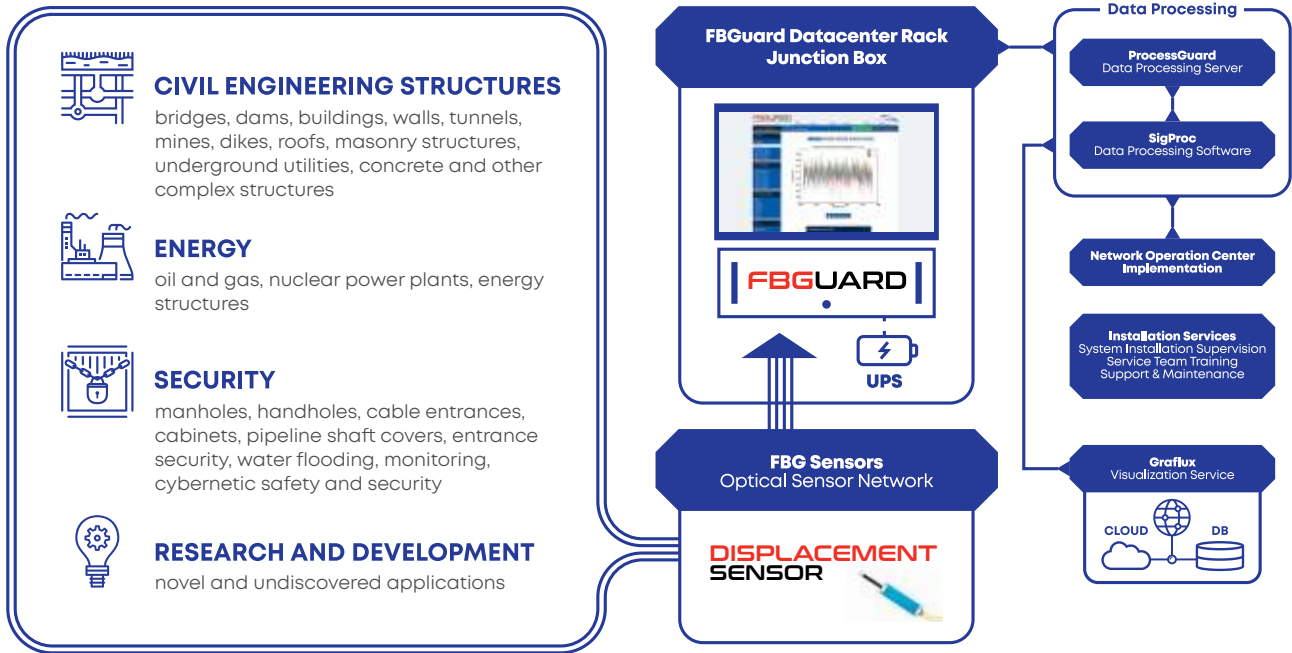 CIVIL ENGINEERING STRUCTURES
bridges, dams, buildings, walls, tunnels,
mines, dikes, roofs, masonry structures,
underground utilities, concrete and other
complex structures
ENERGY
oil and gas, nuclear power plants, energy
structures
SECURITY
manholes, handholes, cable entrances,
cabinets, pipeline shaft covers, entrance
security, water flooding, monitoring,
cybernetic safety and security
RESEARCH AND DEVELOPMENT
novel and undiscovered applications
FBGuard Datacenter Rack
Junction Box
FBGUARD
UPS
FBG Sensors
Optical Sensor Network
DISPLACEMENT
SENSOR
Data Processing
ProcessGuard
Data Processing Server
SigProc
Data Processing Software
Network Operation Center
Implementation
Installation Services
System Installation Supervision
Service Team Training
Support & Maintenance
Graflux
Visualization Service
CLOUD
DB